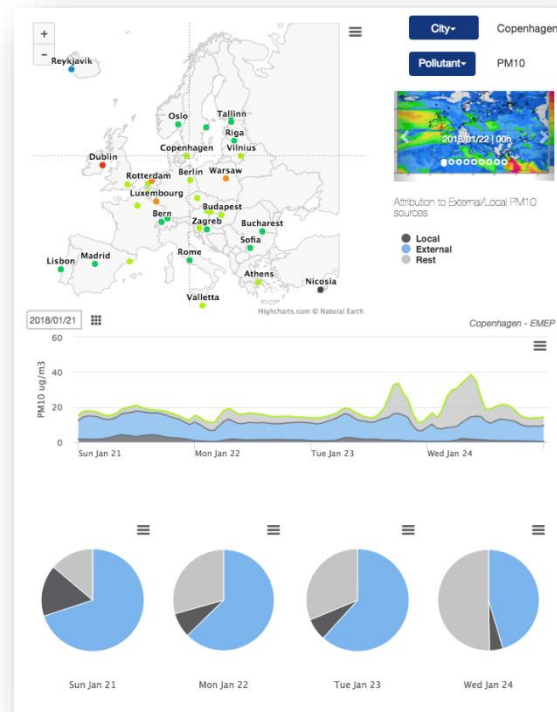 +
−
Reykjavik
Oslo
Tallinn
Riga
Copenhagen
Vilnius
Dublin
Rotterdam
Berlin
Warsaw
Luxembourg
Bern
Budapest
Zagreb
Bucharest
Sofia
Lisbon
Madrid
Rome
Athens
Nicosia
Valletta
Highcharts.com © Natural Earth
City
Copenhagen
Pollutant
PM10
2018/01/22 | 00h
Attribution to External/Local PM10
sources
Local
External
Rest
2018/01/21
Copenhagen - EMEP
PM10 ug/m3
60
40
20
0
Sun Jan 21
Mon Jan 22
Tue Jan 23
Wed Jan 24
Sun Jan 21
Mon Jan 22
Tue Jan 23
Wed Jan 24